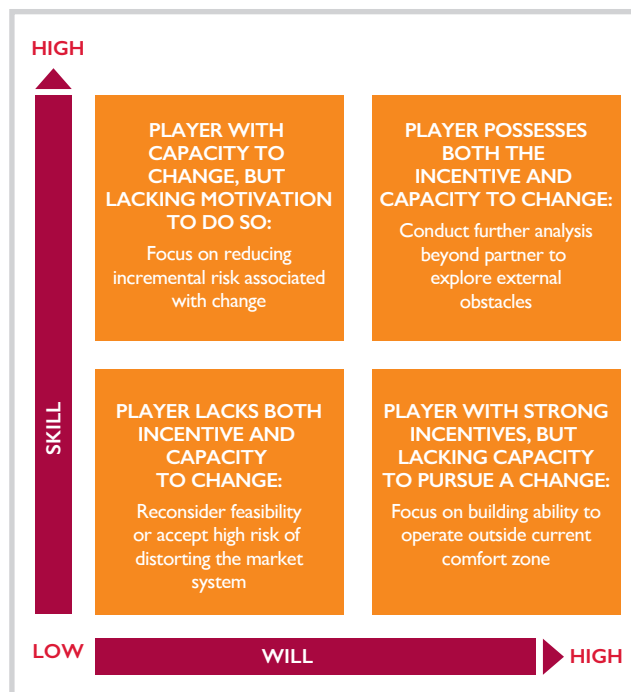 HIGH
PLAYER WITH
CAPACITY TO
CHANGE, BUT
LACKING MOTIVATION
TO DO SO:
Focus on reducing
incremental risk associated
with change
PLAYER POSSESSES
BOTH THE
INCENTIVE AND
CAPACITY TO CHANGE:
Conduct further analysis
beyond partner to
explore external
obstacles
SKILL
PLAYER LACKS BOTH
INCENTIVE AND
CAPACITY
TO CHANGE:
Reconsider feasibility
or accept high risk of
distorting the market
system
PLAYER WITH STRONG
INCENTIVES, BUT
LACKING CAPACITY
TO PURSUE A CHANGE:
Focus on building ability to
operate outside current
comfort zone
LOW
WILL
HIGH